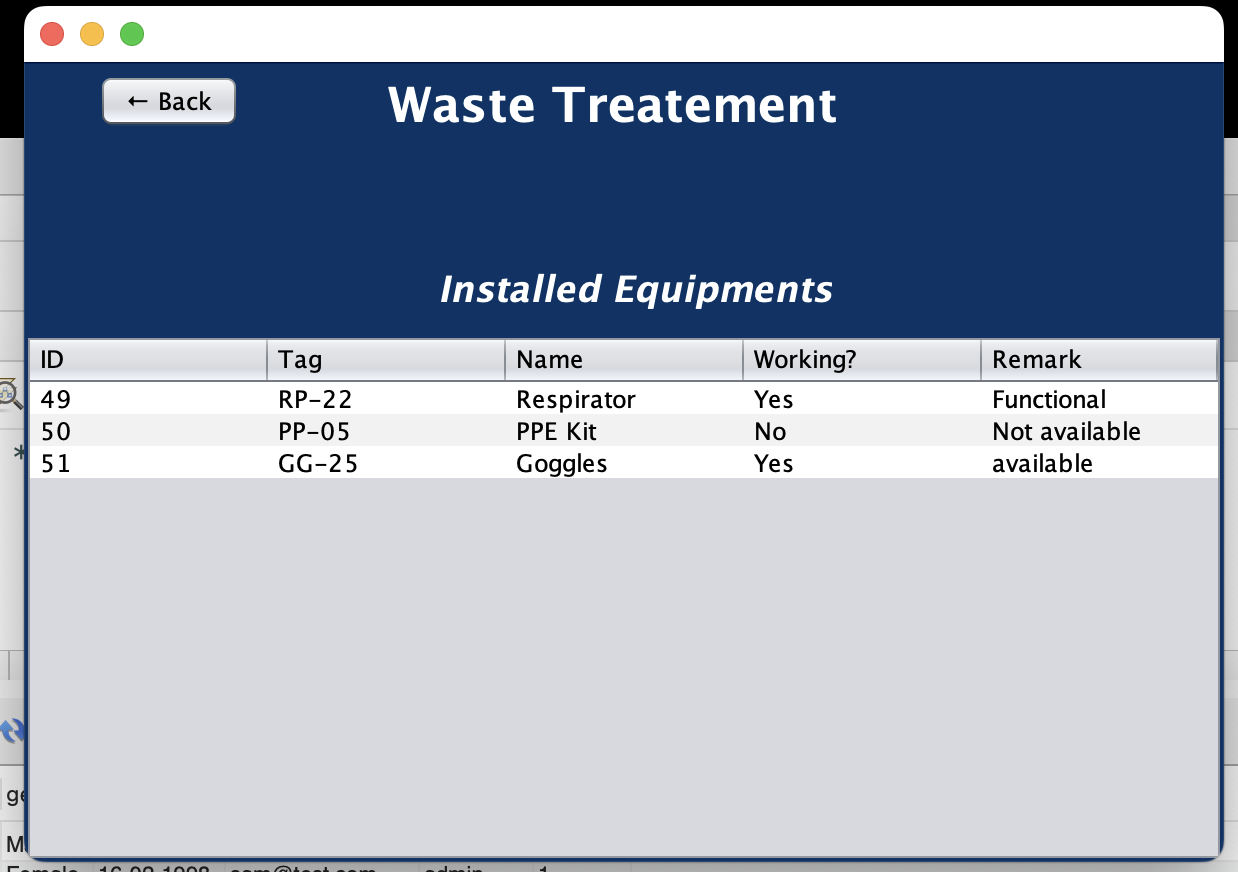 ← Back
Waste Treatement
Installed Equipments
ID Tag Name Working? Remark
49 RP-22 Respirator Yes Functional
50 PP-05 PPE Kit No Not available
51 GG-25 Goggles Yes available